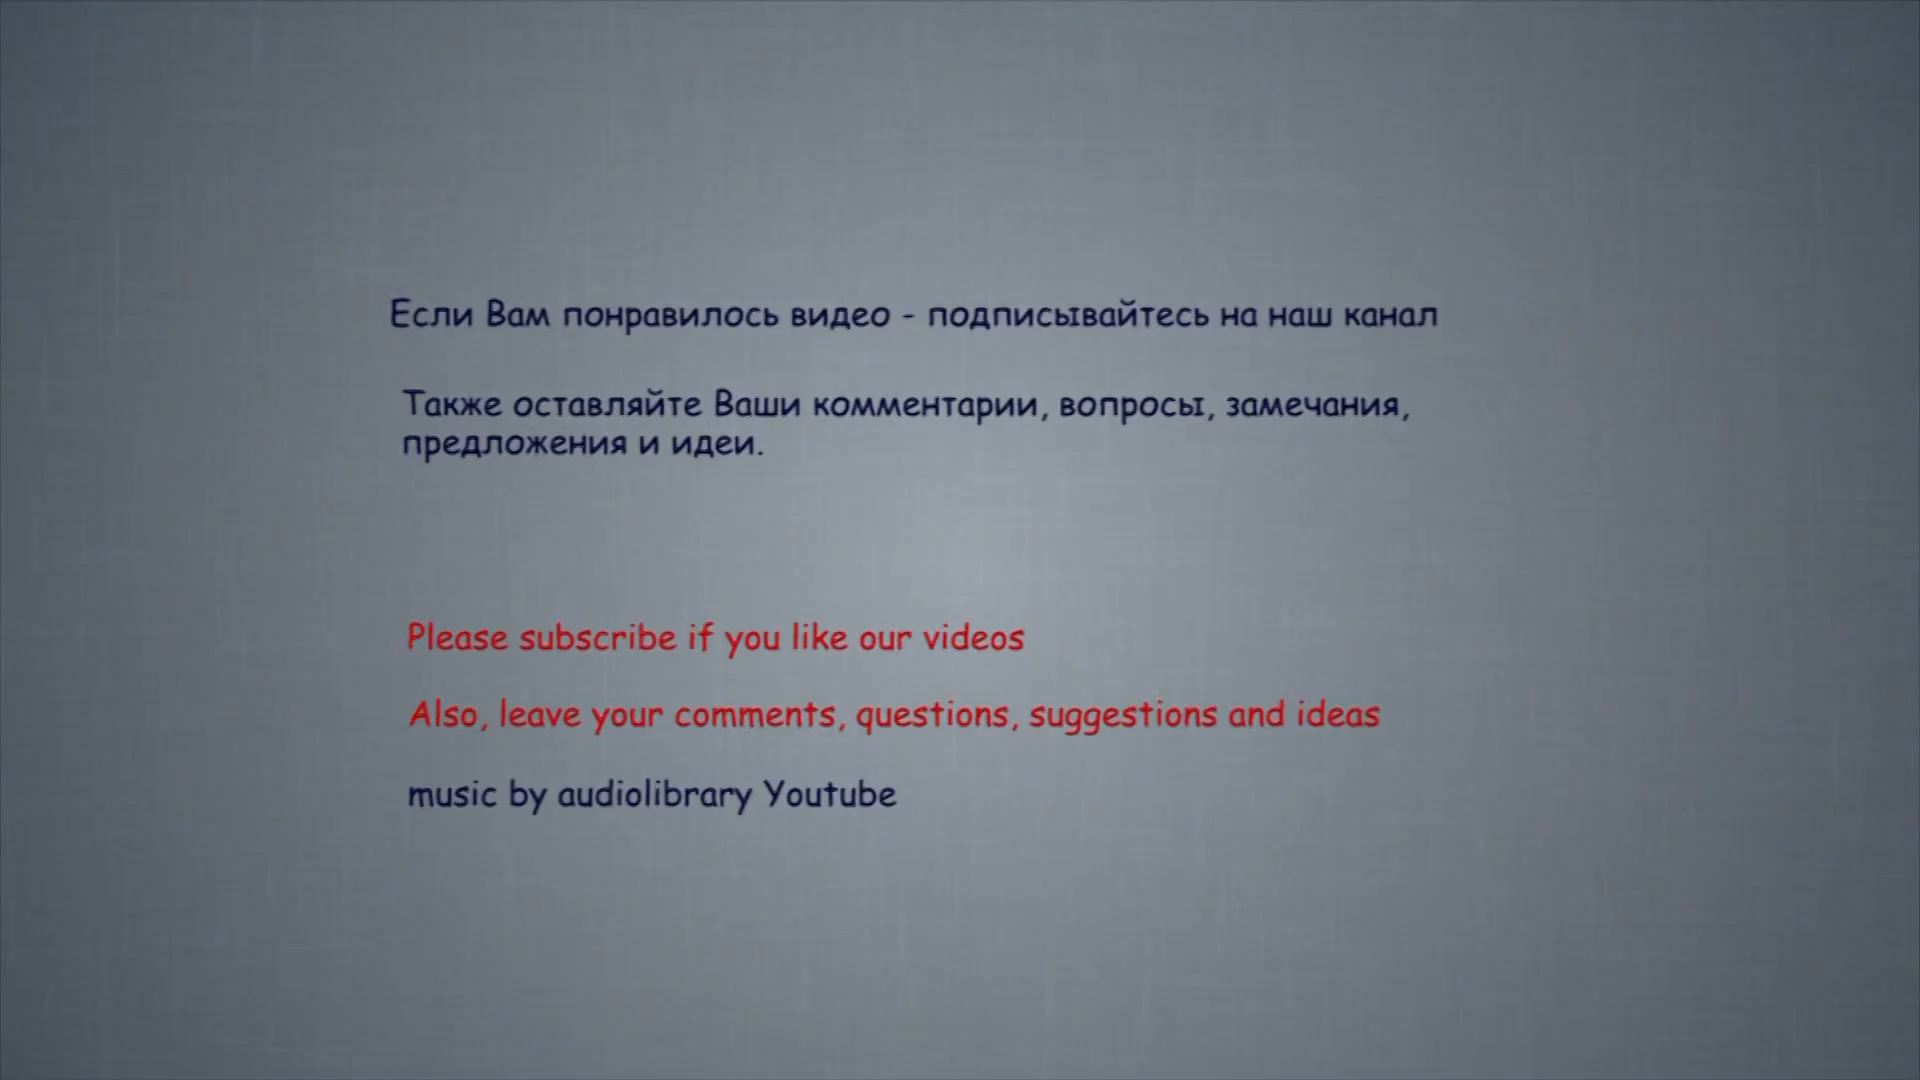 Если Вам понравилось видео - подписывайтесь на наш канал
Также оставляйте Ваши комментарии, вопросы, замечания,
предложения и идеи.
Please subscribe if you like our videos
Also, leave your comments, questions, suggestions and ideas
music by audiolibrary Youtube